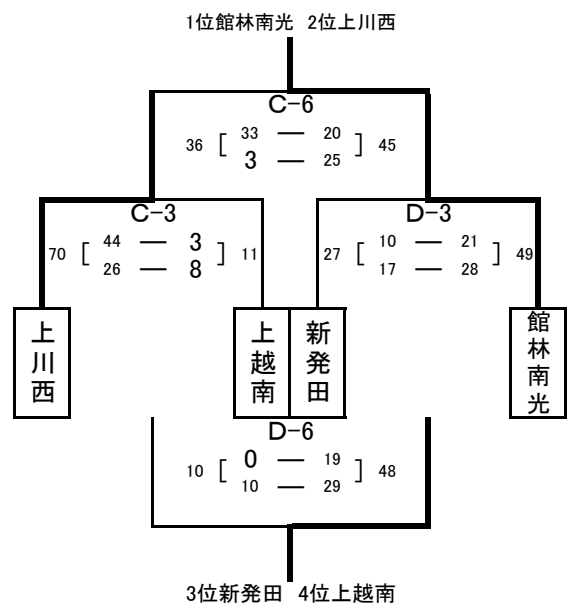 1位館林南光 2位上川西
C-6
36 [ 33 — 20 ] 45
3 — 25
C-3
70 [ 44 — 3 ] 11
26 — 8
D-3
27 [ 10 — 21 ] 49
17 — 28
上川西
上越南
新発田
館林南光
D-6
10 [ 0 — 19 ] 48
10 — 29
3位新発田 4位上越南